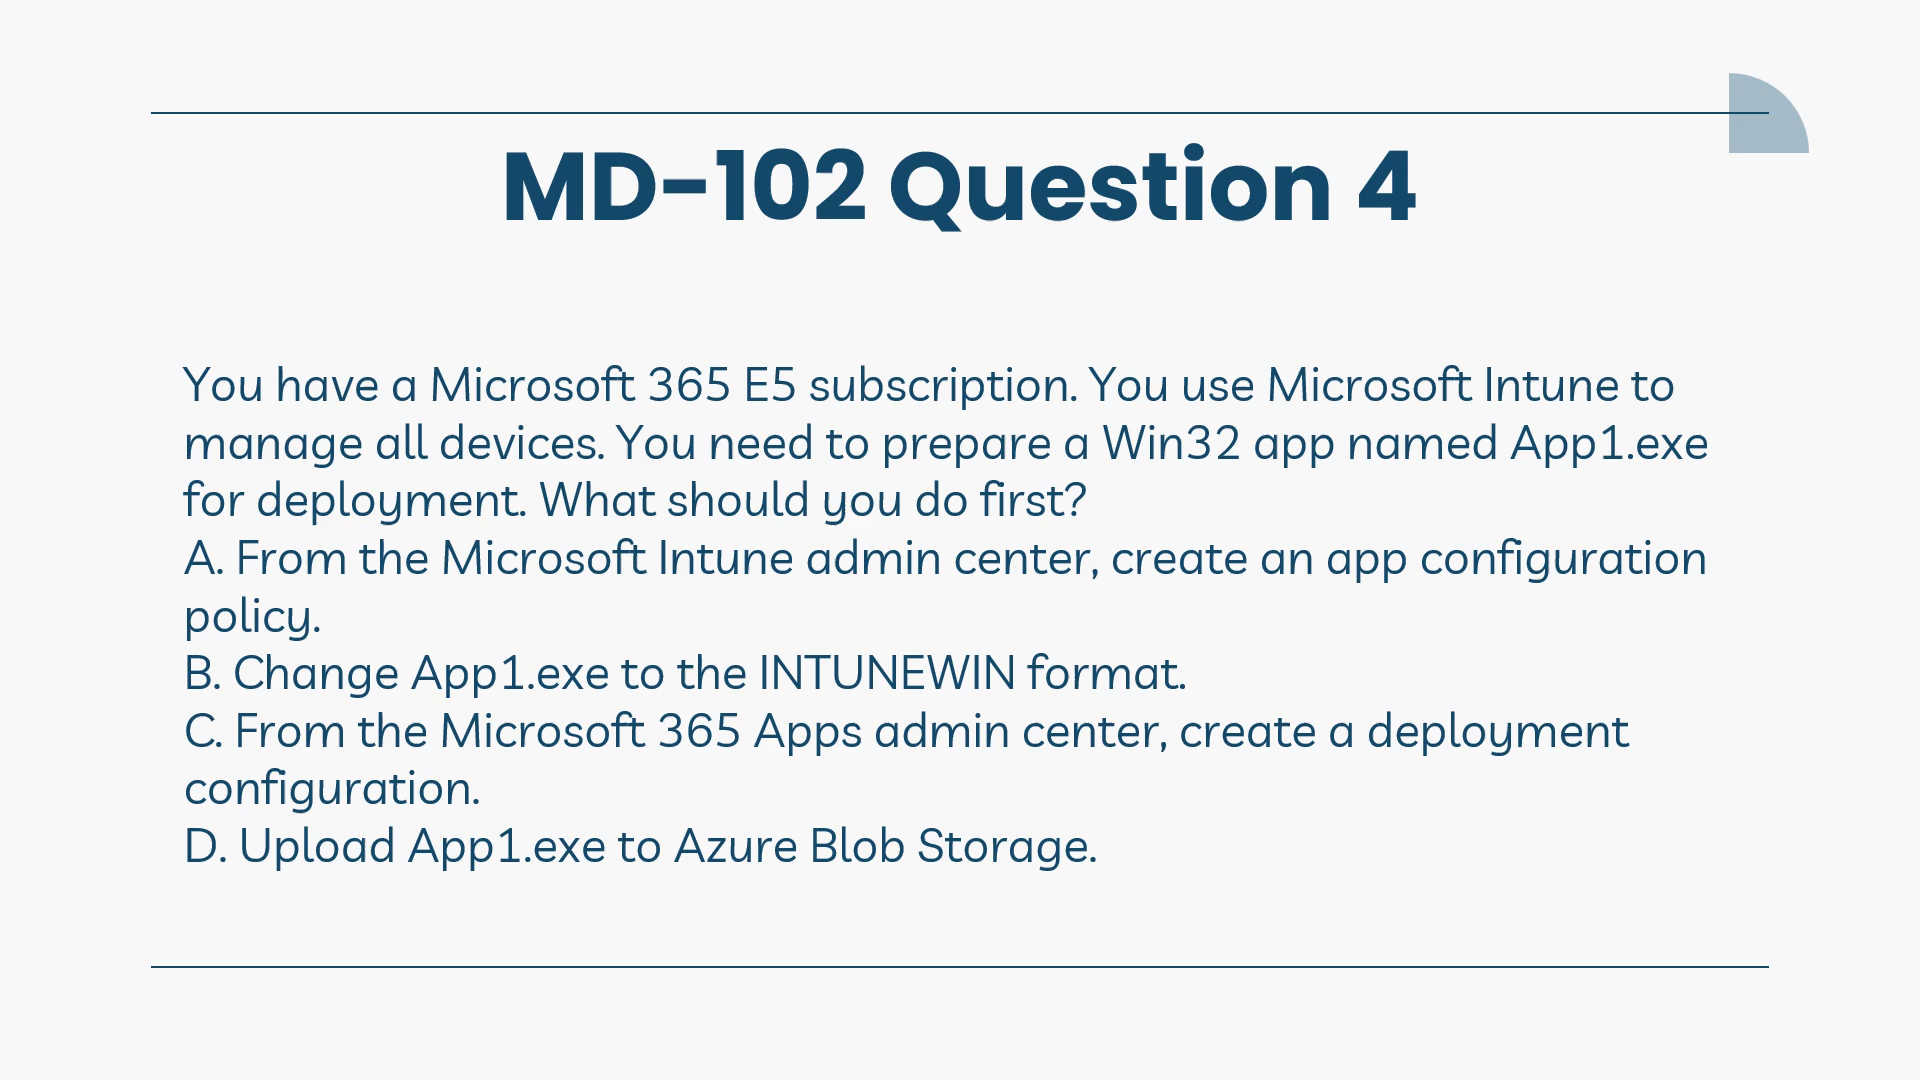 MD-102 Question 4
You have a Microsoft 365 E5 subscription. You use Microsoft Intune to
manage all devices. You need to prepare a Win32 app named App1.exe
for deployment. What should you do first?
A. From the Microsoft Intune admin center, create an app configuration
policy.
B. Change App1.exe to the INTUNEWIN format.
C. From the Microsoft 365 Apps admin center, create a deployment
configuration.
D. Upload App1.exe to Azure Blob Storage.